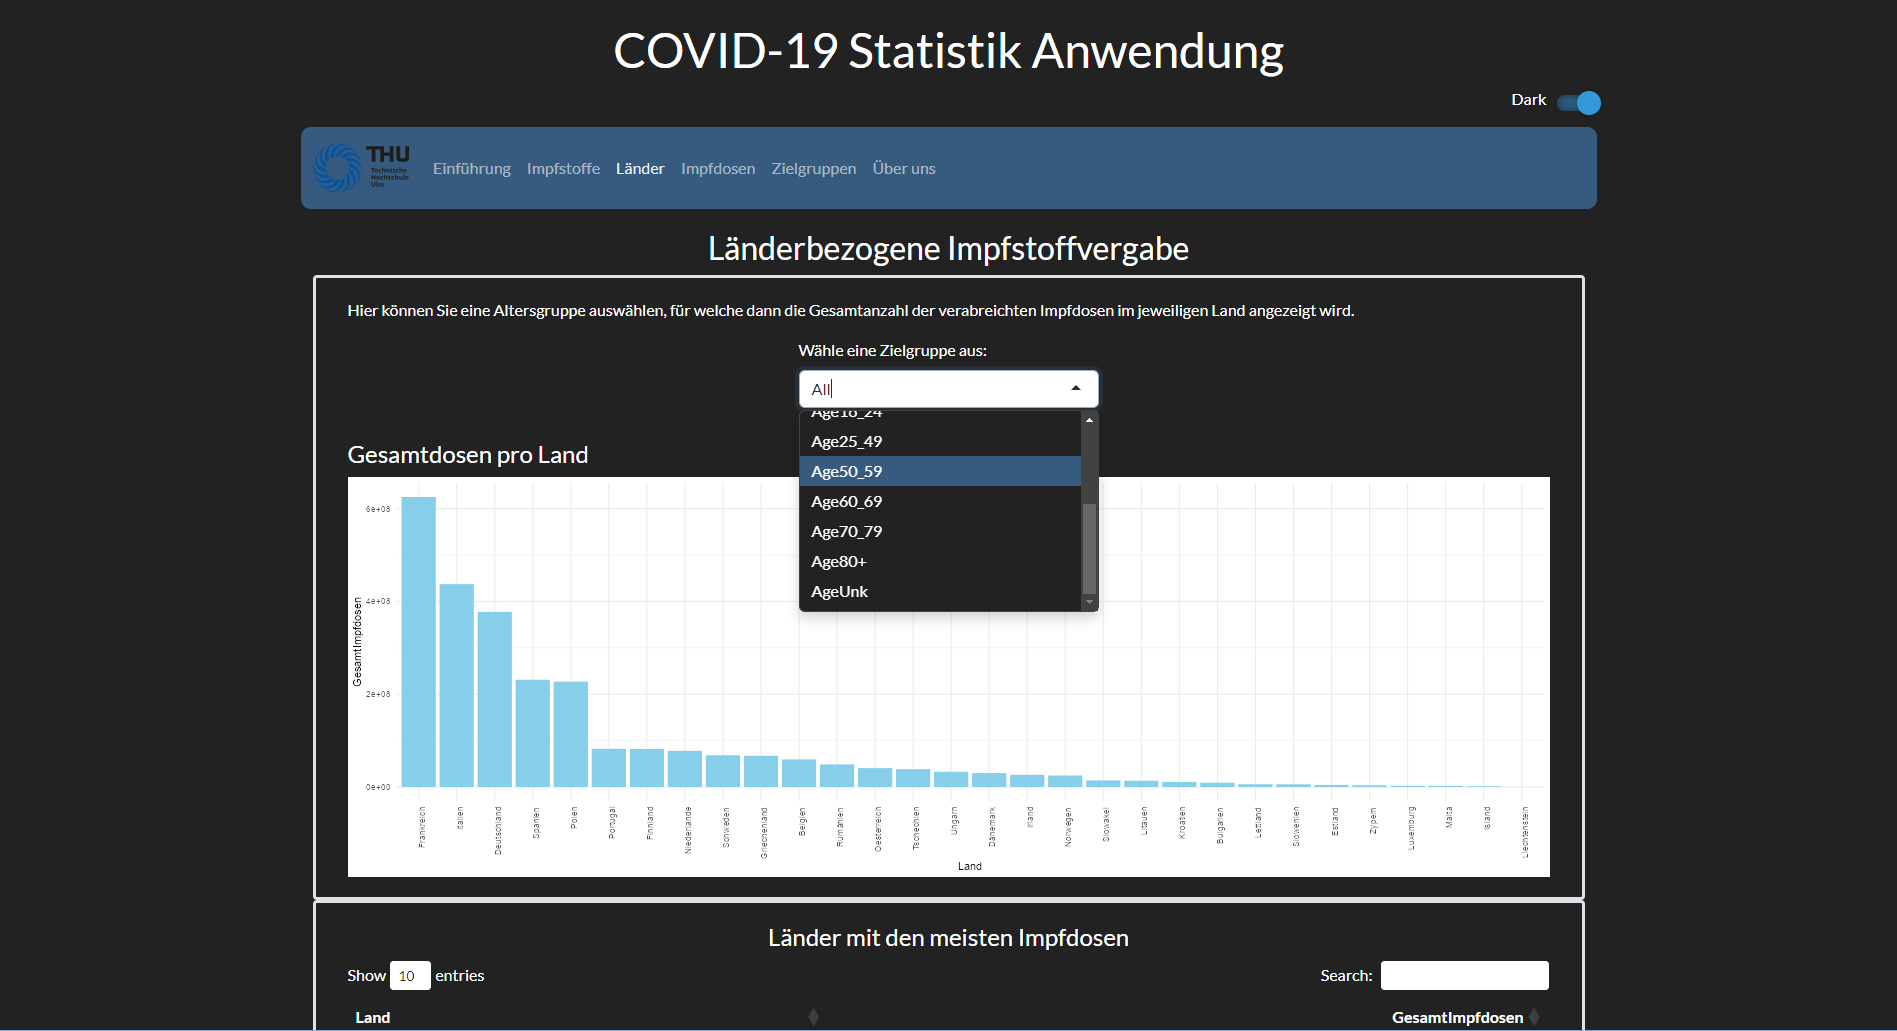 COVID-19 Statistik Anwendung
Dark
THU
Technische
Hochschule
Ulm
Einführung Impfstoffe Länder Impfdosen Zielgruppen Über uns
Länderbezogene Impfstoffvergabe
Hier können Sie eine Altersgruppe auswählen, für welche dann die Gesamtanzahl der verabreichten Impfdosen im jeweiligen Land angezeigt wird.
Wähle eine Zielgruppe aus:
All
Age18_24
Age25_49
Age50_59
Age60_69
Age70_79
Age80+
AgeUnk
Gesamtdosen pro Land
GesamtImpfdosen
6e+08
4e+08
2e+08
0e+00
Frankreich
Italien
Deutschland
Spanien
Polen
Portugal
Finnland
Niederlande
Schweden
Griechenland
Belgien
Rumänien
Oesterreich
Tschechien
Ungarn
Dänemark
Irland
Norwegen
Slowakei
Litauen
Kroatien
Bulgarien
Lettland
Slowenien
Estland
Zypern
Luxemburg
Malta
Island
Liechtenstein
Land
Länder mit den meisten Impfdosen
Show 10 entries
Search:
Land GesamtImpfdosen